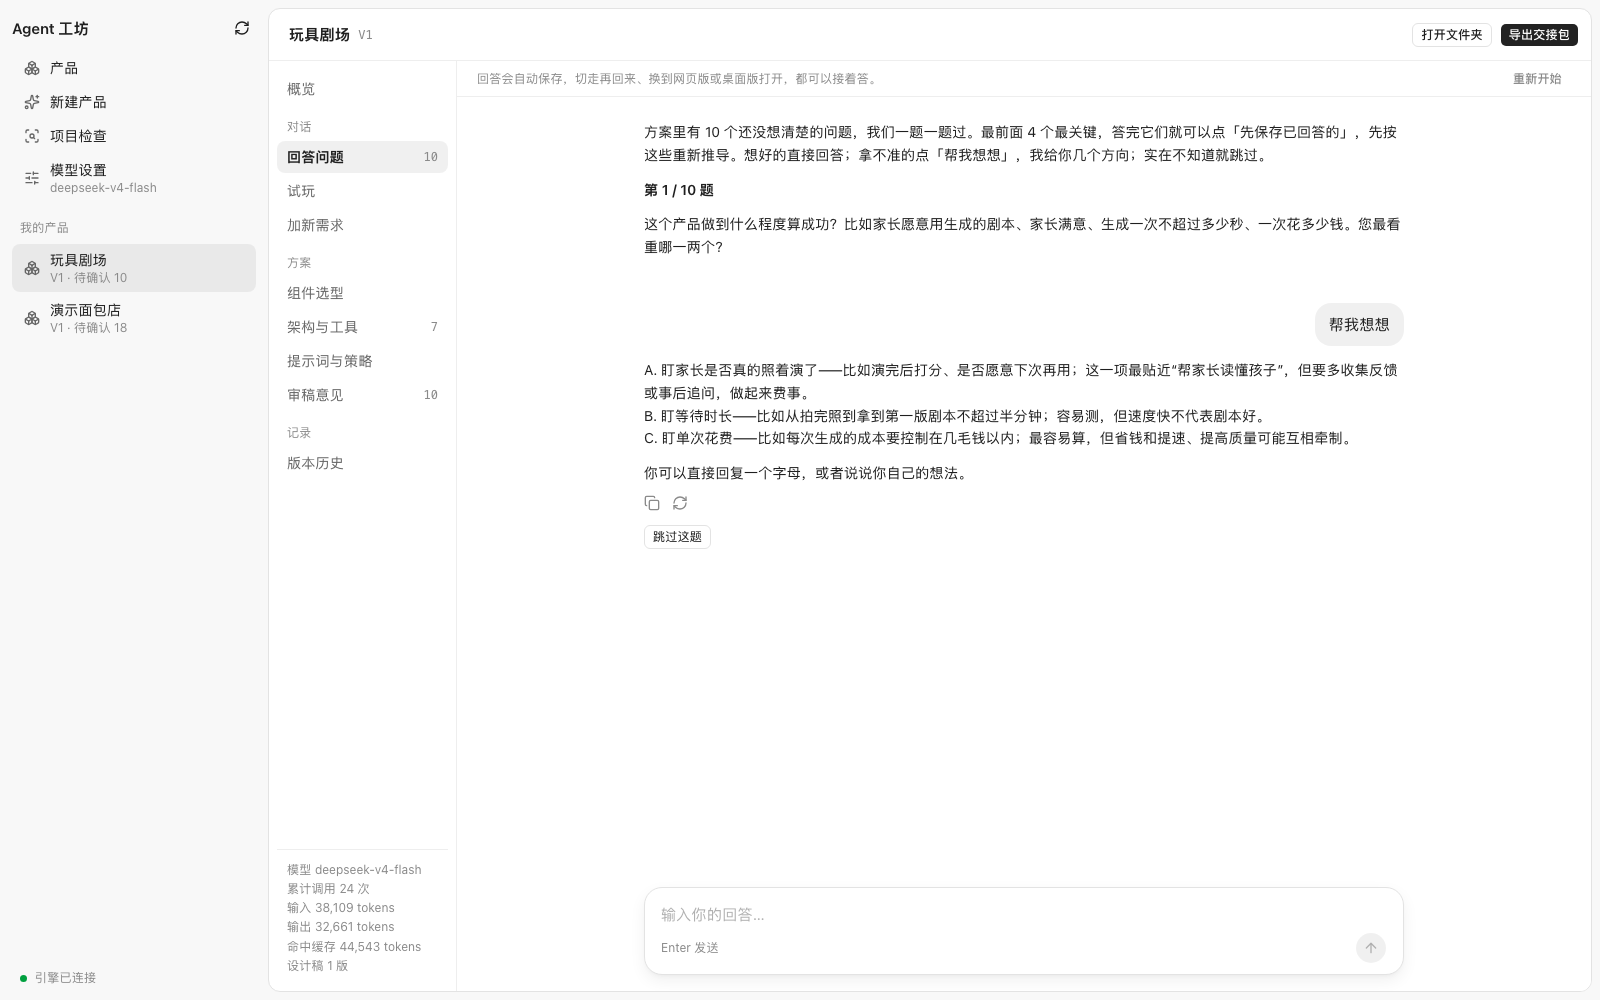 Agent 工坊
产品
新建产品
项目检查
模型设置
deepseek-v4-flash
我的产品
玩具剧场
V1 · 待确认 10
演示面包店
V1 · 待确认 18
引擎已连接
玩具剧场 V1
打开文件夹
导出交接包
概览
对话
回答问题 10
试玩
加新需求
方案
组件选型
架构与工具 7
提示词与策略
审稿意见 10
记录
版本历史
模型 deepseek-v4-flash
累计调用 24 次
输入 38,109 tokens
输出 32,661 tokens
命中缓存 44,543 tokens
设计稿 1 版
回答会自动保存，切走再回来、换到网页版或桌面版打开，都可以接着答。
重新开始
方案里有 10 个还没想清楚的问题，我们一题一题过。最前面 4 个最关键，答完它们就可以点「先保存已回答的」，先按
这些重新推导。想好的直接回答；拿不准的点「帮我想想」，我给你几个方向；实在不知道就跳过。
第 1 / 10 题
这个产品做到什么程度算成功？比如家长愿意用生成的剧本、家长满意、生成一次不超过多少秒、一次花多少钱。您最看
重哪一两个?
帮我想想
A. 盯家长是否真的照着演了——比如演完后打分、是否愿意下次再用；这一项最贴近“帮家长读懂孩子”，但要多收集反馈
或事后追问，做起来费事。
B. 盯等待时长——比如从拍完照到拿到第一版剧本不超过半分钟；容易测，但速度快不代表剧本好。
C. 盯单次花费——比如每次生成的成本要控制在几毛钱以内；最容易算，但省钱和提速、提高质量可能互相牵制。
你可以直接回复一个字母，或者说说你自己的想法。
跳过这题
输入你的回答...
Enter 发送